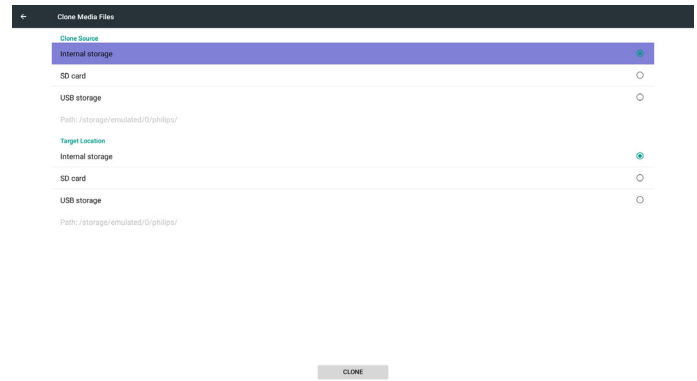 Clone Media Files
Clone Source
Internal storage
SD card
USB storage
Path: /storage/emulated/0/philips/
Target Location
Internal storage
SD card
USB storage
Path: /storage/emulated/0/philips/
CLONE